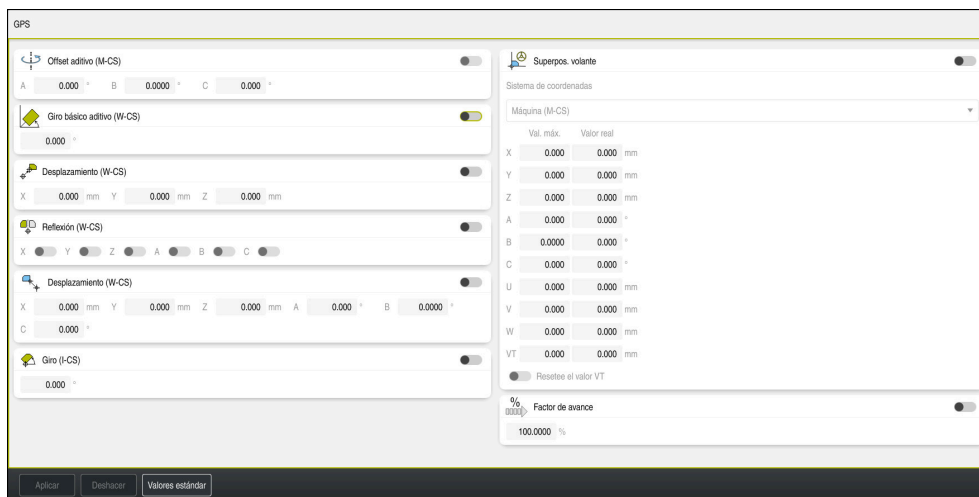 GPS
Offset aditivo (M-CS)
A 0.000 ° B 0.0000 ° C 0.000 °
Giro básico aditivo (W-CS)
0.000 °
Desplazamiento (W-CS)
X 0.000 mm Y 0.000 mm Z 0.000 mm
Reflexión (W-CS)
X Y Z A B C
Desplazamiento (W-CS)
X 0.000 mm Y 0.000 mm Z 0.000 mm A 0.000 ° B 0.0000 °
C 0.000 °
Giro (I-CS)
0.000 °
Superpos. volante
Sistema de coordenadas
Máquina (M-CS)
Val. máx. Valor real
X 0.000 0.000 mm
Y 0.000 0.000 mm
Z 0.000 0.000 mm
A 0.000 0.000 °
B 0.0000 0.000 °
C 0.000 0.000 °
U 0.000 0.000 mm
V 0.000 0.000 mm
W 0.000 0.000 mm
VT 0.000 0.000 mm
Resetee el valor VT
% Factor de avance
100.0000 %
Aplicar Deshacer Valores estándar